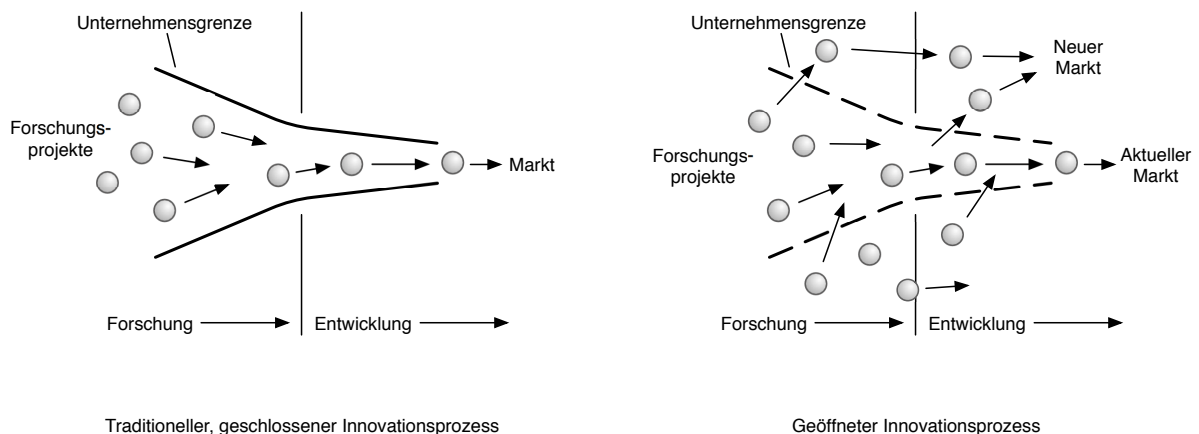 Unternehmensgrenze
Forschungs-
projekte
Markt
Forschung
Entwicklung
Traditioneller, geschlossener Innovationsprozess
Unternehmensgrenze
Neuer
Markt
Forschungs-
projekte
Aktueller
Markt
Forschung
Entwicklung
Geöffneter Innovationsprozess